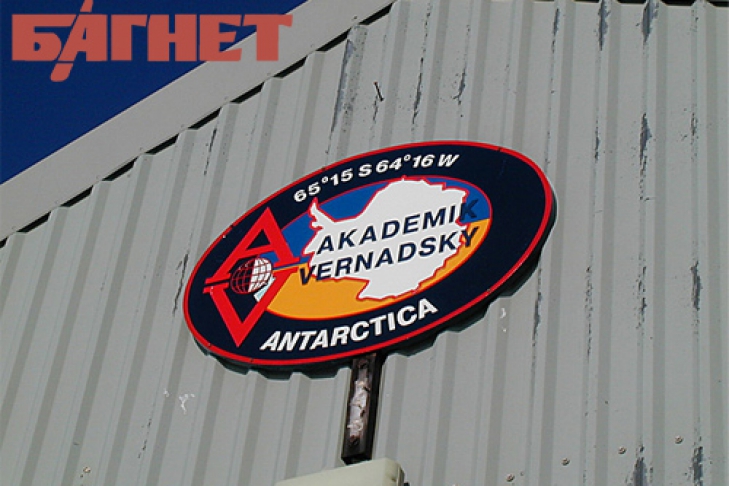 БАГНЕТ
65°15 S 64°16 W
AKADEMIK
VERNADSKY
ANTARCTICA